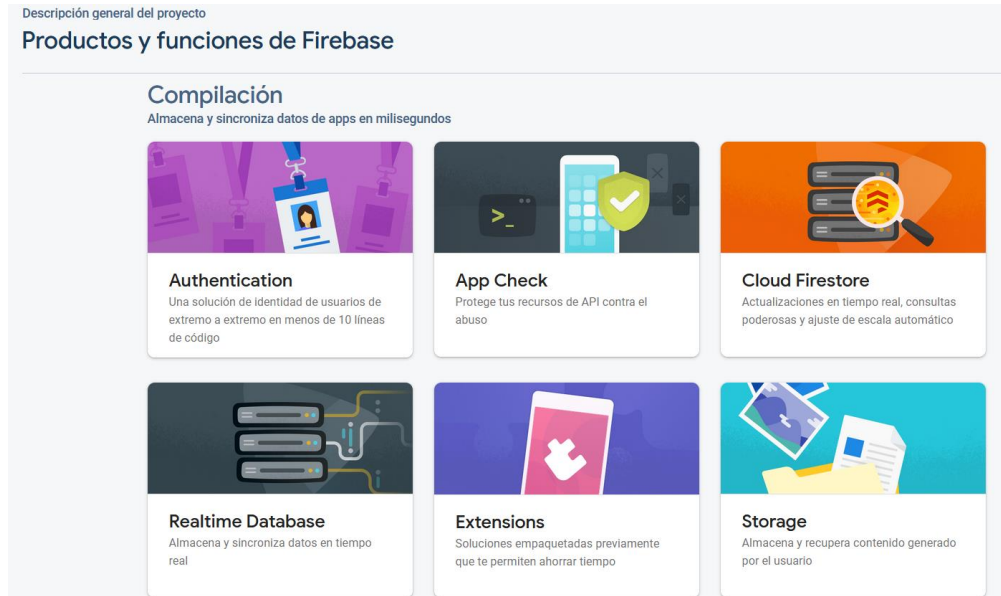 Descripción general del proyecto
Productos y funciones de Firebase
Compilación
Almacena y sincroniza datos de apps en milisegundos
Authentication
Una solución de identidad de usuarios de
extremo a extremo en menos de 10 líneas
de código
App Check
Protege tus recursos de API contra el
abuso
Cloud Firestore
Actualizaciones en tiempo real, consultas
poderosas y ajuste de escala automático
Realtime Database
Almacena y sincroniza datos en tiempo
real
Extensions
Soluciones empaquetadas previamente
que te permiten ahorrar tiempo
Storage
Almacena y recupera contenido generado
por el usuario